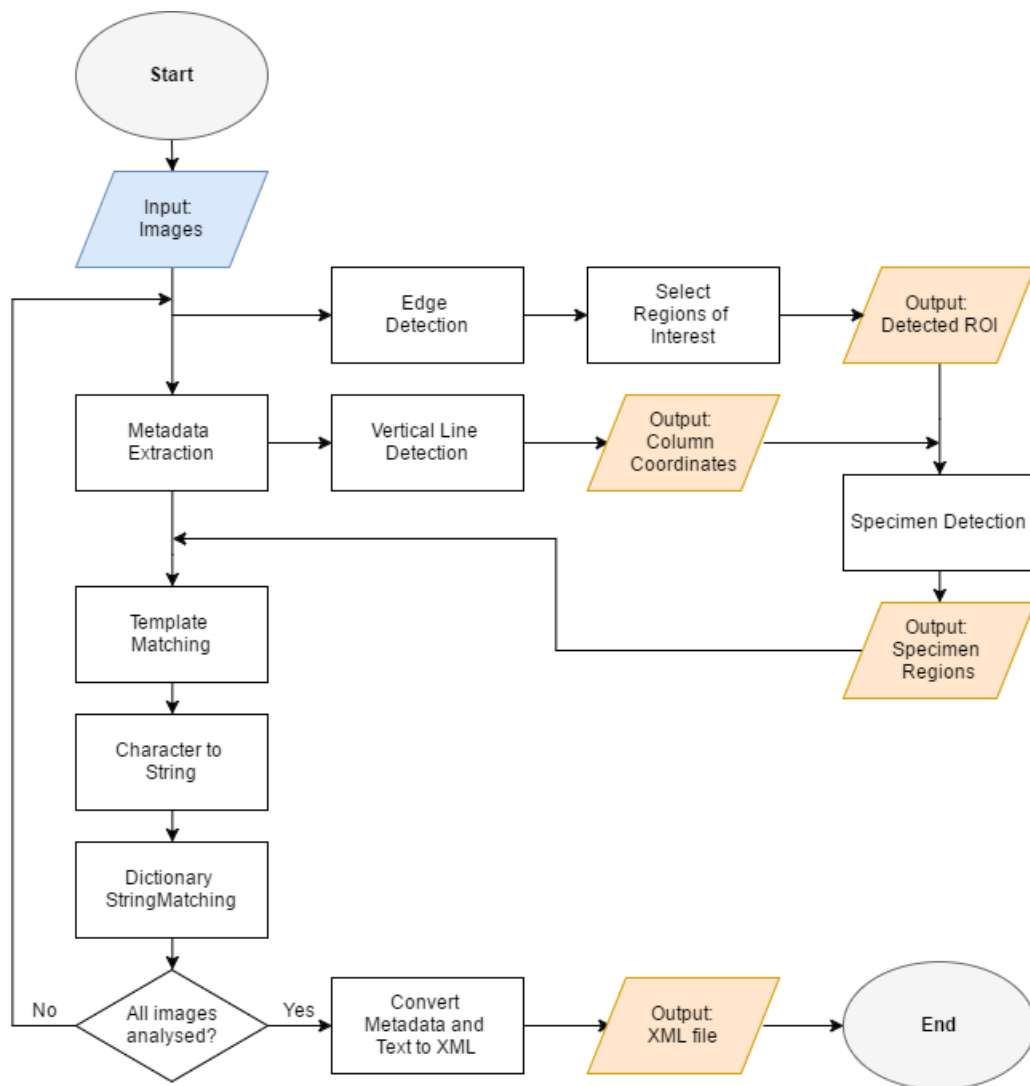 Start
Input:
Images
Edge
Detection
Select
Regions of
Interest
Output:
Detected ROI
Metadata
Extraction
Vertical Line
Detection
Output:
Column
Coordinates
Specimen Detection
Template
Matching
Output:
Specimen
Regions
Character to
String
Dictionary
StringMatching
No
All images
analysed?
Yes
Convert
Metadata and
Text to XML
Output:
XML file
End